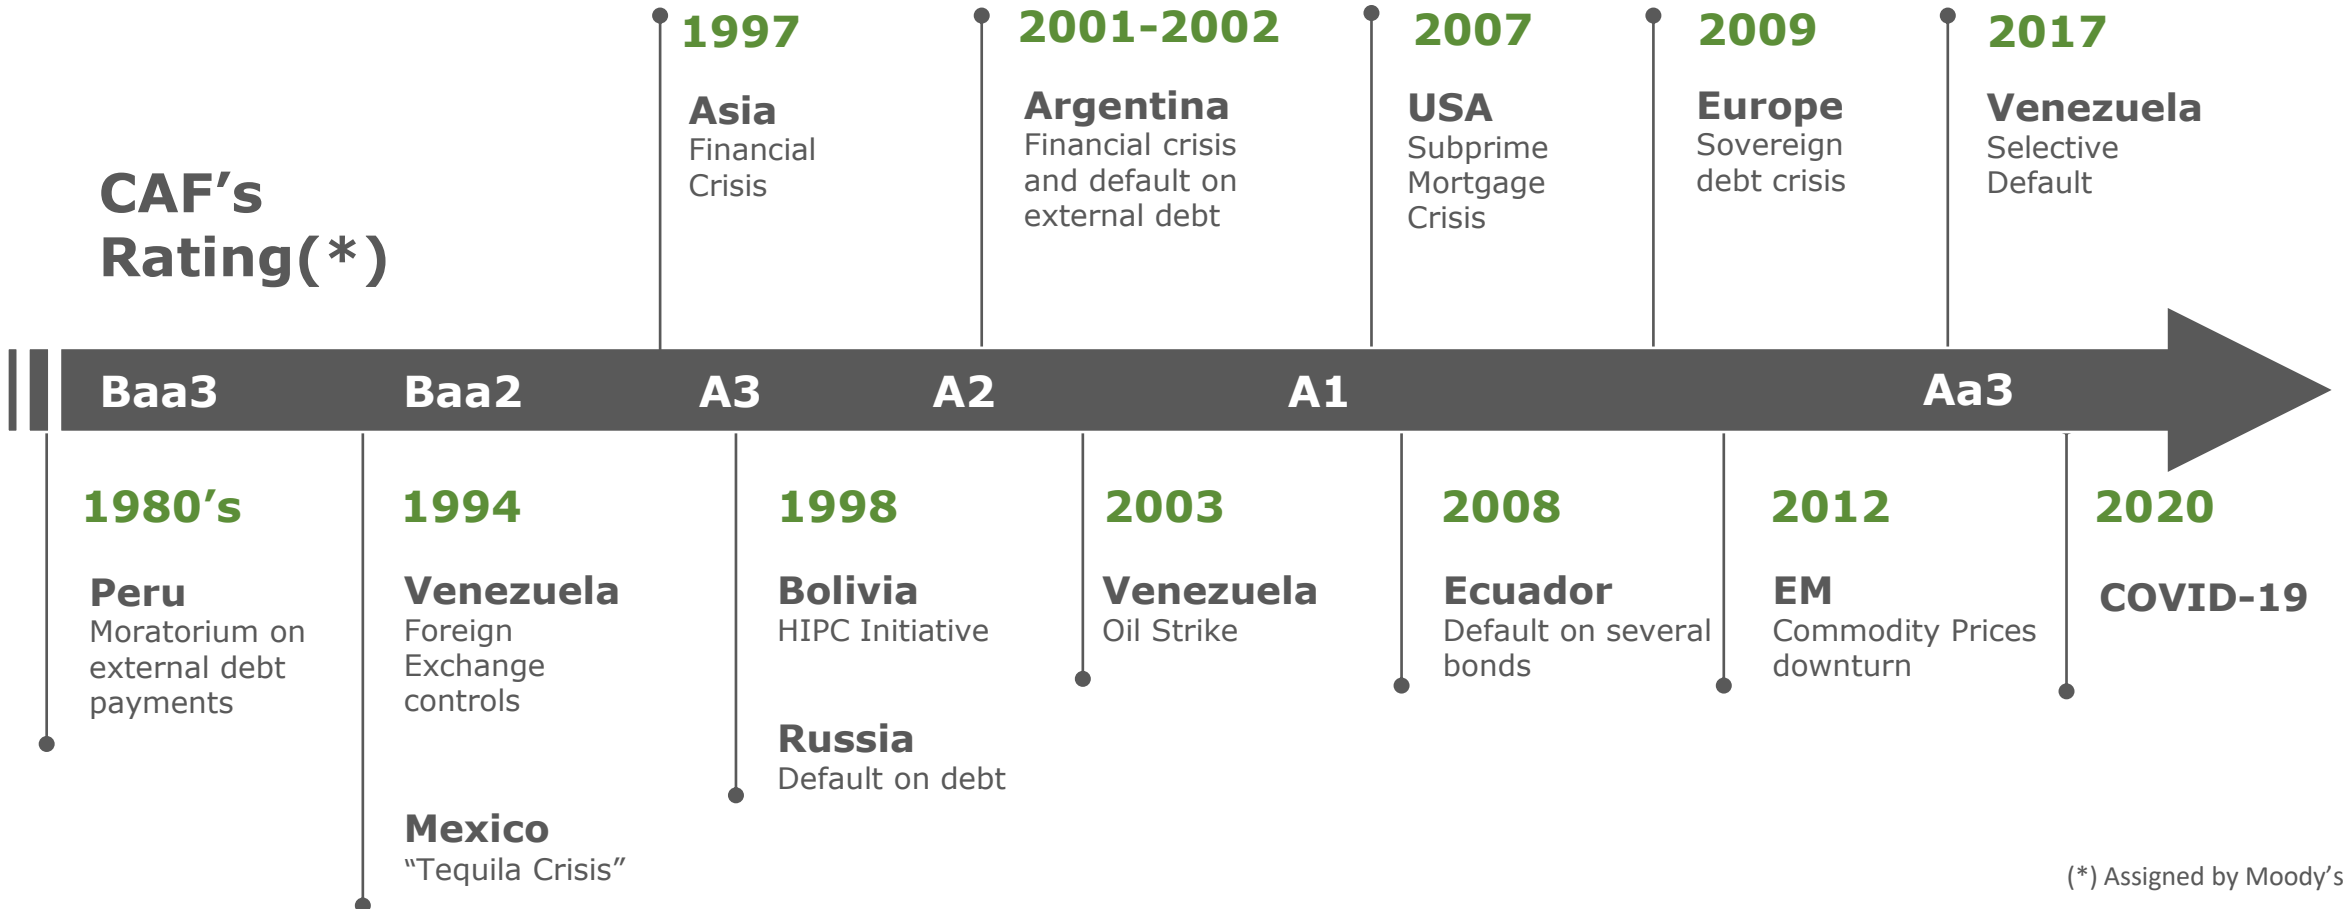 1997
Asia
Financial
Crisis
2001-2002
Argentina
Financial crisis
and default on
external debt
2007
USA
Subprime
Mortgage
Crisis
2009
Europe
Sovereign
debt crisis
2017
Venezuela
Selective
Default
CAF’s
Rating(*)
Baa3
Baa2
A3
A2
A1
Aa3
1980’s
Peru
Moratorium on
external debt
payments
1994
Venezuela
Foreign
Exchange
controls
Mexico
“Tequila Crisis”
1998
Bolivia
HIPC Initiative
Russia
Default on debt
2003
Venezuela
Oil Strike
2008
Ecuador
Default on several
bonds
2012
EM
Commodity Prices
downturn
2020
COVID-19
(*) Assigned by Moody’s